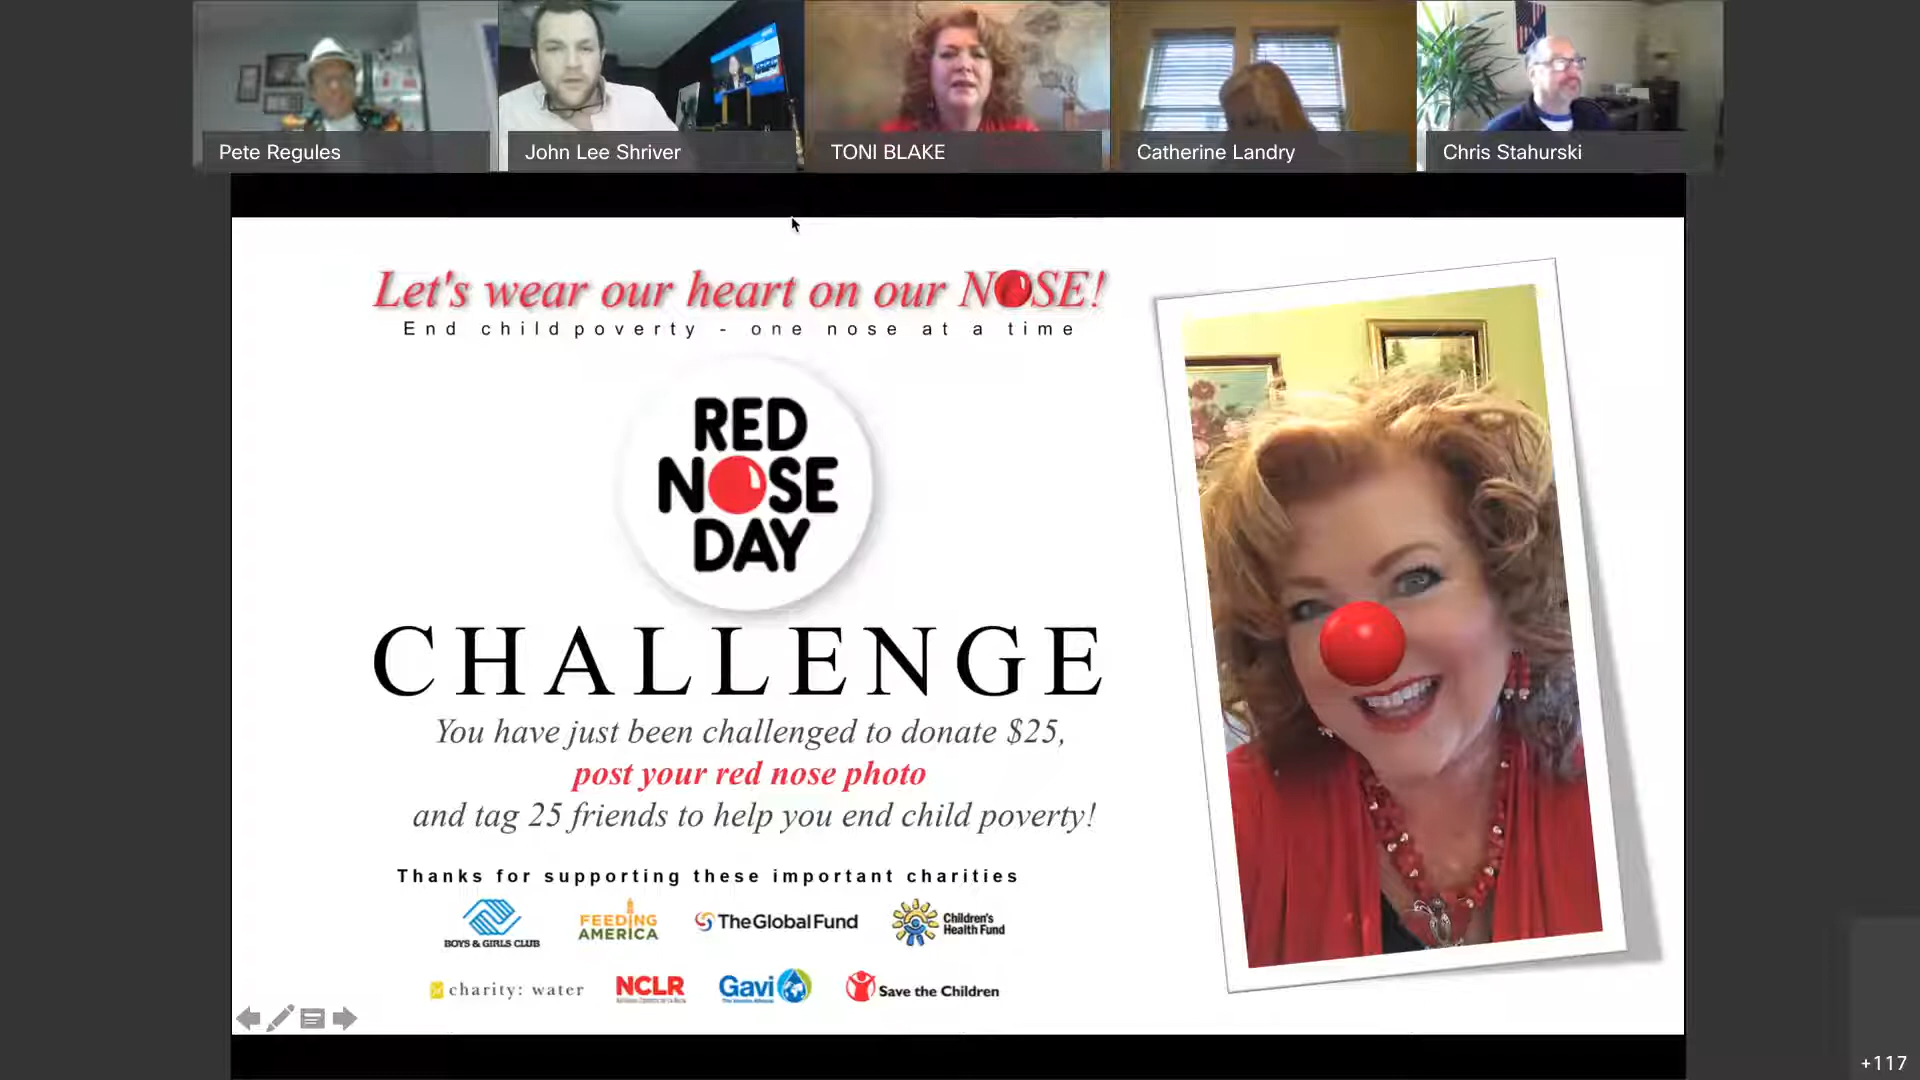 Pete Regules
John Lee Shriver
TONI BLAKE
Catherine Landry
Chris Stahurski
Let's wear our heart on our NOSE!
End child poverty - one nose at a time
RED
NOSE
DAY
CHALLENGE
You have just been challenged to donate $25,
post your red nose photo
and tag 25 friends to help you end child poverty!
Thanks for supporting these important charities
BOYS & GIRLS CLUB
FEEDING
AMERICA
The Global Fund
Children's
Health Fund
charity: water
NCLR
Gavi
Save the Children
+117